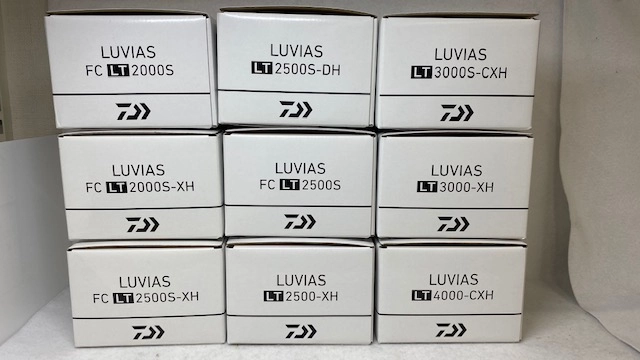 LUVIAS
FC LT 2000S
LUVIAS
LT 2500S-DH
LUVIAS
LT 3000S-CXH
LUVIAS
FC LT 2000S-XH
LUVIAS
FC LT 2500S
LUVIAS
LT 3000-XH
LUVIAS
FC LT 2500S-XH
LUVIAS
LT 2500-XH
LUVIAS
LT 4000-CXH